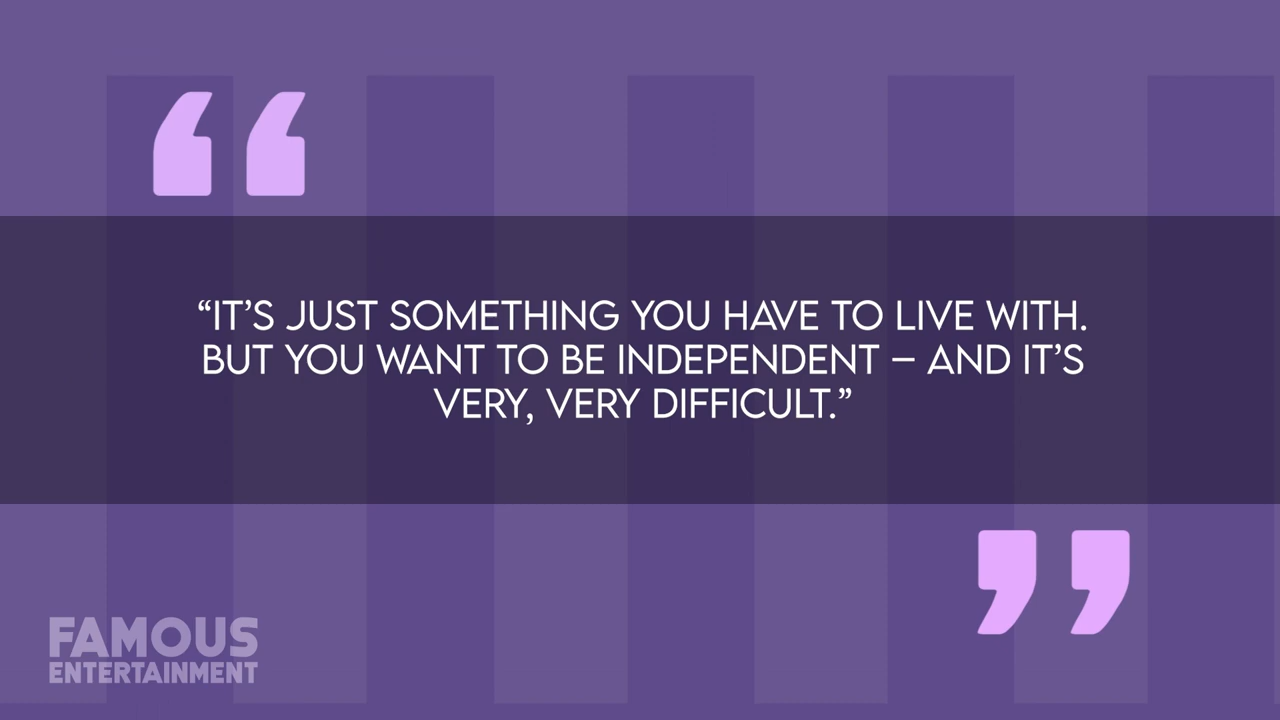 “IT’S JUST SOMETHING YOU HAVE TO LIVE WITH.
BUT YOU WANT TO BE INDEPENDENT – AND IT’S
VERY, VERY DIFFICULT.”
FAMOUS
ENTERTAINMENT